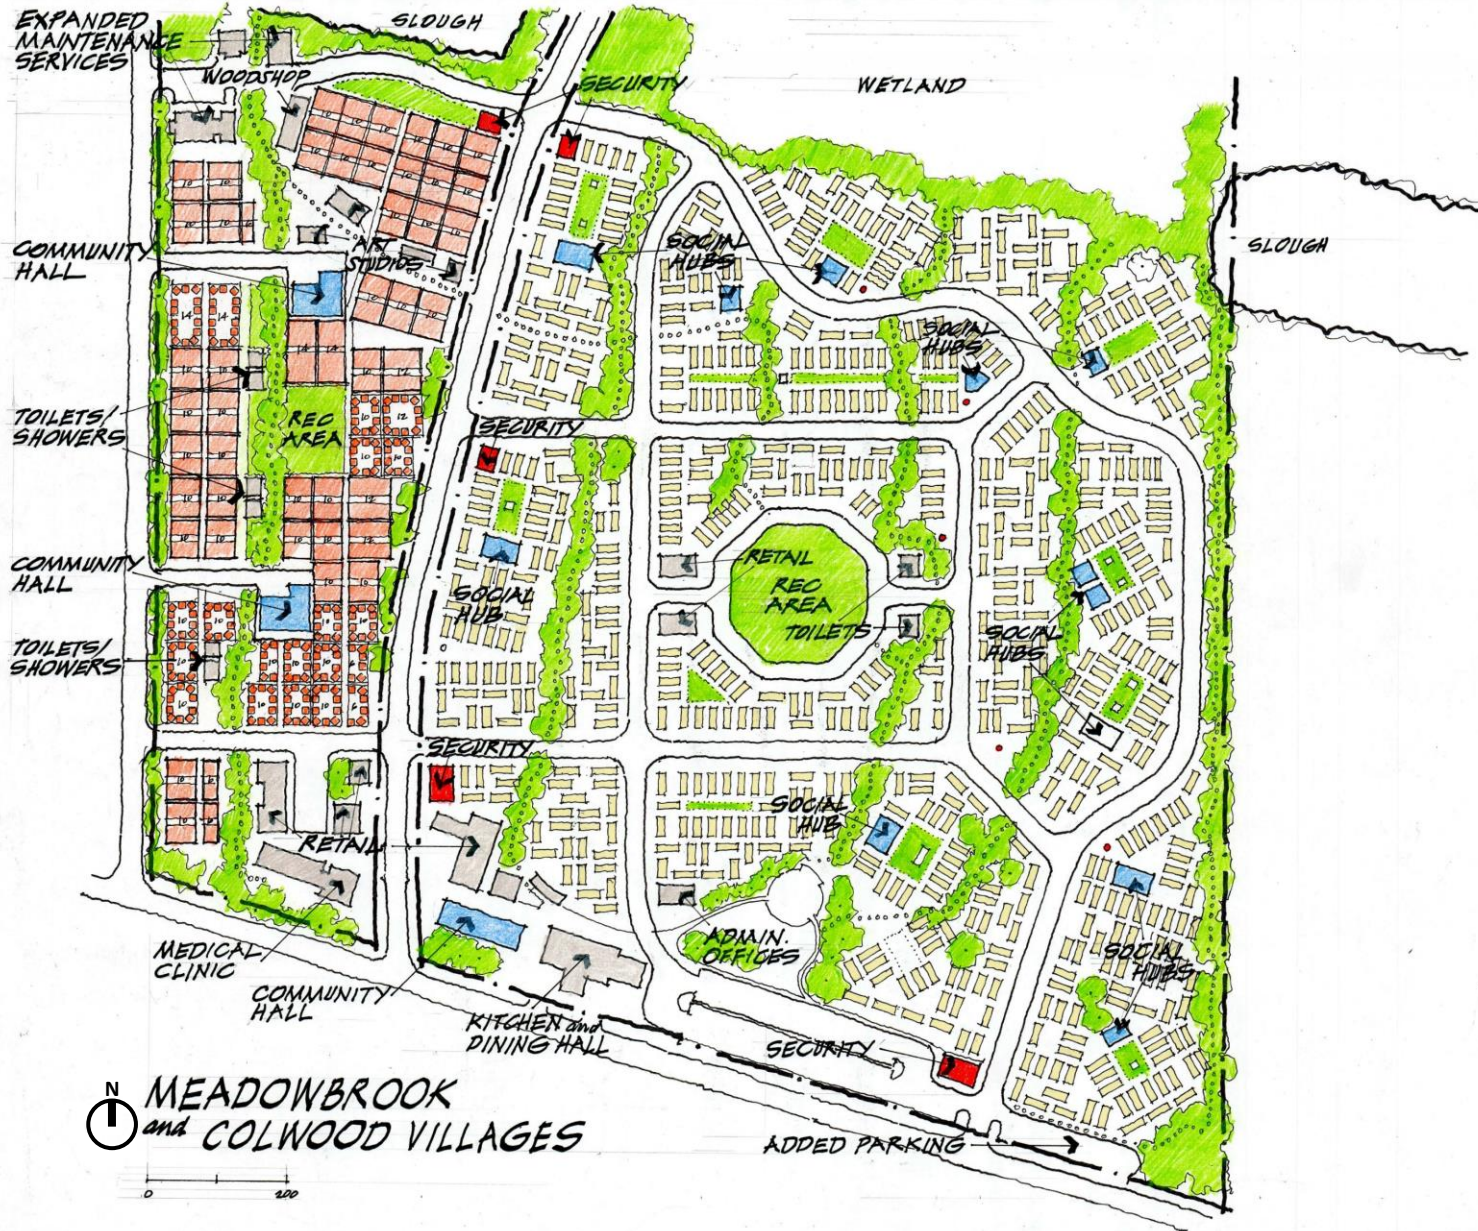 EXPANDED
MAINTENANCE
SERVICES
SLOUGH
WOODSHOP
SECURITY
WETLAND
COMMUNITY
HALL
ART
STUDIOS
SOCIAL
HUBS
SLOUGH
SOCIAL
HUBS
TOILETS/
SHOWERS
REC
AREA
SECURITY
COMMUNITY
HALL
RETAIL
REC
AREA
SOCIAL
HUB
TOILETS
SOCIAL
HUBS
TOILETS/
SHOWERS
SECURITY
SOCIAL
HUB
RETAIL
ADMIN.
OFFICES
SOCIAL
HUBS
MEDICAL
CLINIC
COMMUNITY
HALL
KITCHEN and
DINING HALL
SECURITY
ADDED PARKING
N
MEADOWBROOK
and COLWOOD VILLAGES
0 200